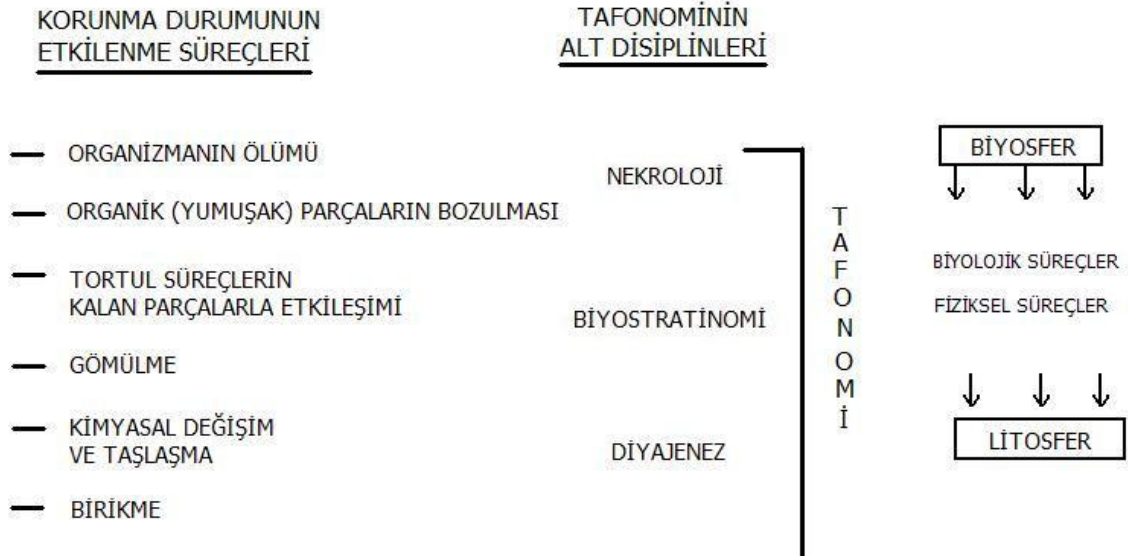 KORUNMA DURUMUNUN
ETKİLENME SÜREÇLERİ
TAFONOMİNİN
ALT DİSİPLİNLERİ
ORGANİZMANIN ÖLÜMÜ
ORGANİK (YUMUŞAK) PARÇALARIN BOZULMASI
TORTUL SÜREÇLERİN
KALAN PARÇALARLA ETKİLEŞİMİ
GÖMÜLME
KİMYASAL DEĞİŞİM
VE TAŞLAŞMA
BİRİKME
NEKROLOJİ
BİYOSTRATİNOMİ
DİYAJENEZ
TAFONOMİ
BİYOSFER
BİYOLOJİK SÜREÇLER
FİZİKSEL SÜREÇLER
LİTOSFER